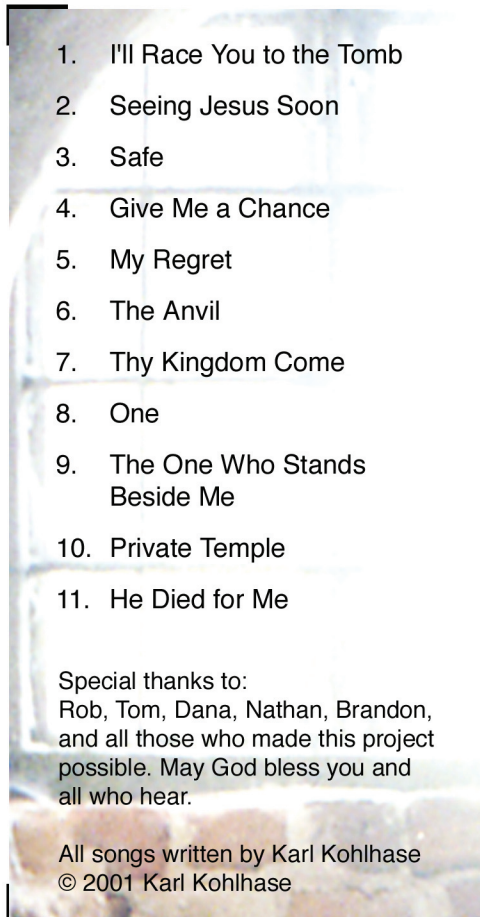 1. I'll Race You to the Tomb
2. Seeing Jesus Soon
3. Safe
4. Give Me a Chance
5. My Regret
6. The Anvil
7. Thy Kingdom Come
8. One
9. The One Who Stands
Beside Me
10. Private Temple
11. He Died for Me
Special thanks to:
Rob, Tom, Dana, Nathan, Brandon,
and all those who made this project
possible. May God bless you and
all who hear.
All songs written by Karl Kohlhase
© 2001 Karl Kohlhase